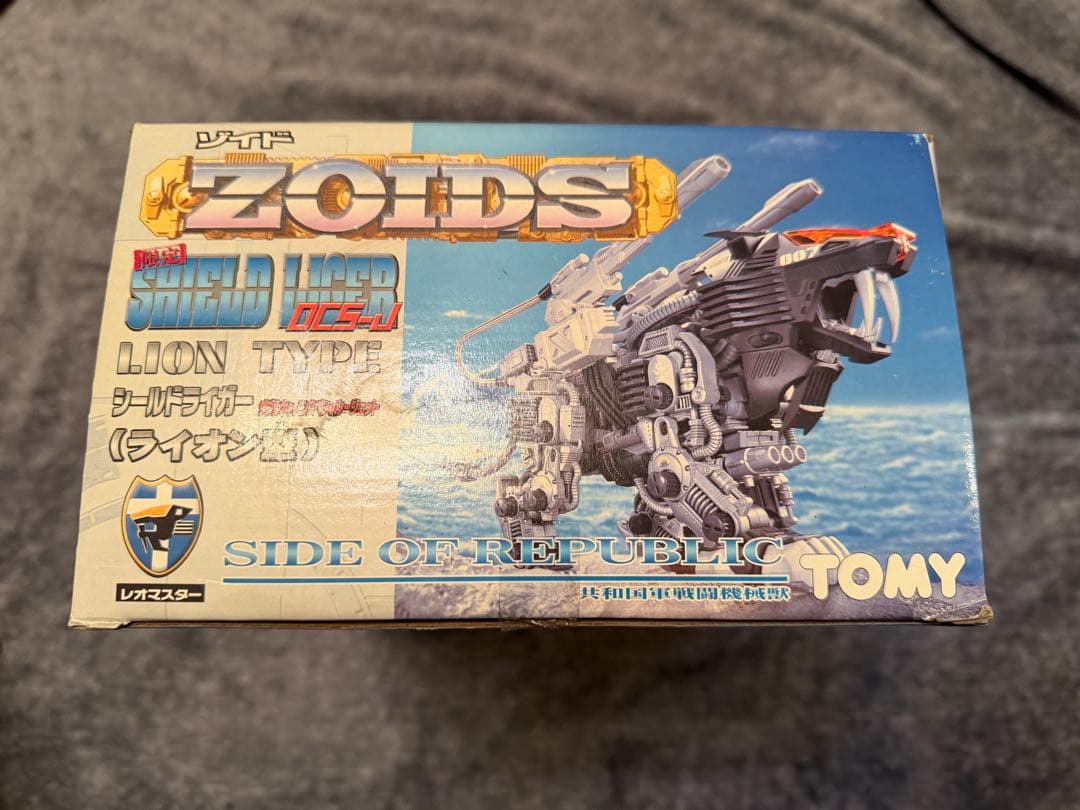 ゾイド
ZOIDS
限定
SHIELD LIGER
DCS-J
LION TYPE
シールドライガー
(ライオン型)
SIDE OF REPUBLIC
共和国軍戦闘機械獣
TOMY
レオマスター